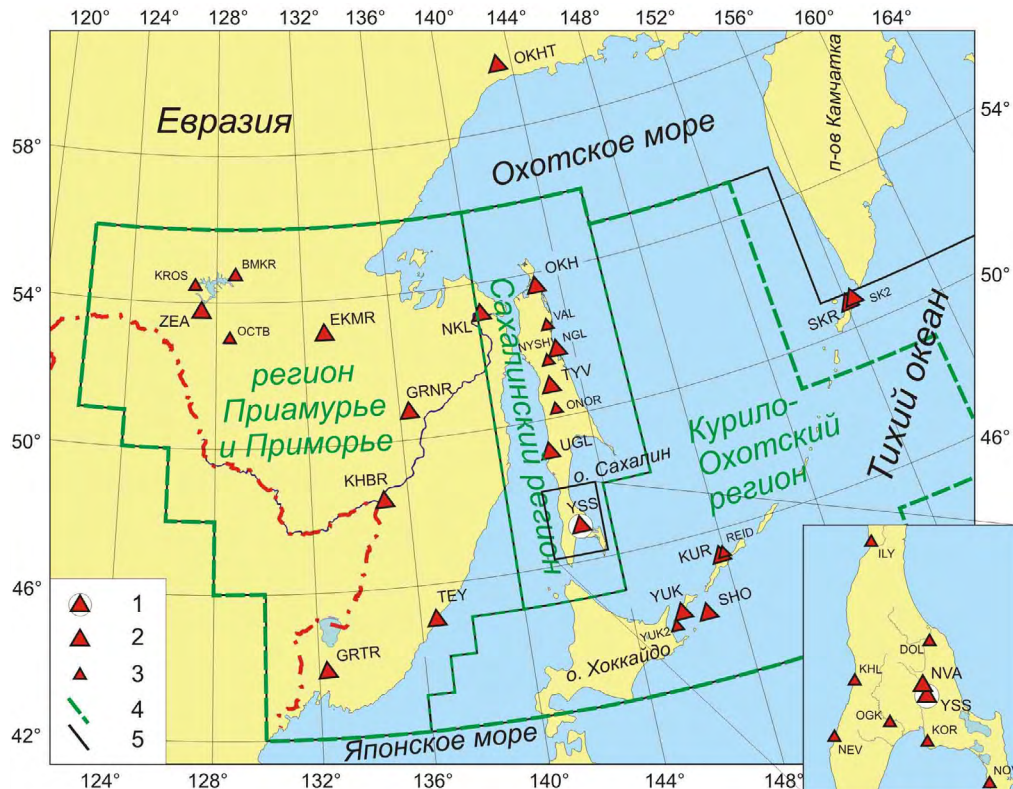 120° 124° 128° 132° 136° 140° 144° 148° 152° 156° 160° 164°
OKHT
п-ов Камчатка
Евразия
54°
58°
Охотское море
BMKR
KROS
OKH
50°
54°
ZEA
OCTB
EKMR
NKL
VAL
NYSH
NGL
SKR
SK2
TYV
ONOR
регион
Приамурье
и Приморье
GRNR
Сахалинский регион
Курило-
Охотский
регион
Тихий океан
46°
50°
UGL
о. Сахалин
KHBR
YSS
KUR
REID
46°
TEY
YUK
SHO
YUK2
о. Хоккайдо
GRTR
1
2
3
4
5
42°
Японское море
ILY
DOL
KHL
NVA
YSS
OGK
KOR
NEV
NOV
124° 128° 132° 136° 140° 144° 148°